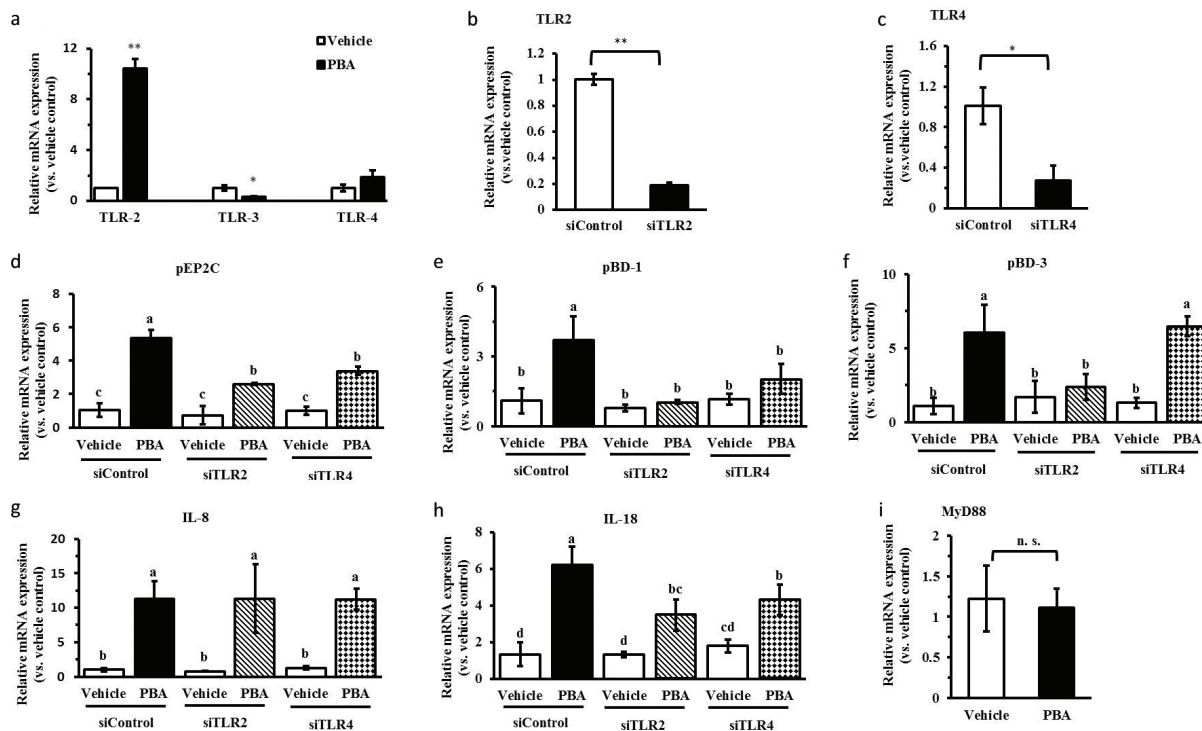 a
Relative mRNA expression
(vs. vehicle control)
12
10
8
6
4
2
0
**
*
TLR-2
TLR-3
TLR-4
Vehicle
PBA
b
TLR2
Relative mRNA expression
(vs.vehicle control)
1.2
1
0.8
0.6
0.4
0.2
0
**
siControl
siTLR2
c
TLR4
Relative mRNA expression
(vs. vehicle control)
1.6
1.2
0.8
0.4
0
*
siControl
siTLR4
d
pEP2C
Relative mRNA expression
(vs. vehicle control)
8
6
4
2
0
c
a
c
b
c
b
Vehicle PBA Vehicle PBA Vehicle PBA
siControl siTLR2 siTLR4
e
pBD-1
Relative mRNA expression
(vs. vehicle control)
6
3
0
b
a
b
b
b
b
Vehicle PBA Vehicle PBA Vehicle PBA
siControl siTLR2 siTLR4
f
pBD-3
Relative mRNA expression
(vs. vehicle control)
10
5
0
b
a
b
b
b
a
Vehicle PBA Vehicle PBA Vehicle PBA
siControl siTLR2 siTLR4
g
IL-8
Relative mRNA expression
(vs. vehicle control)
20
15
10
5
0
b
a
b
a
b
a
Vehicle PBA Vehicle PBA Vehicle PBA
siControl siTLR2 siTLR4
h
IL-18
Relative mRNA expression
(vs. vehicle control)
8
6
4
2
0
d
a
d
bc
cd
b
Vehicle PBA Vehicle PBA Vehicle PBA
siControl siTLR2 siTLR4
i
MyD88
Relative mRNA expression
(vs. vehicle control)
2
1.5
1
0.5
0
n. s.
Vehicle
PBA